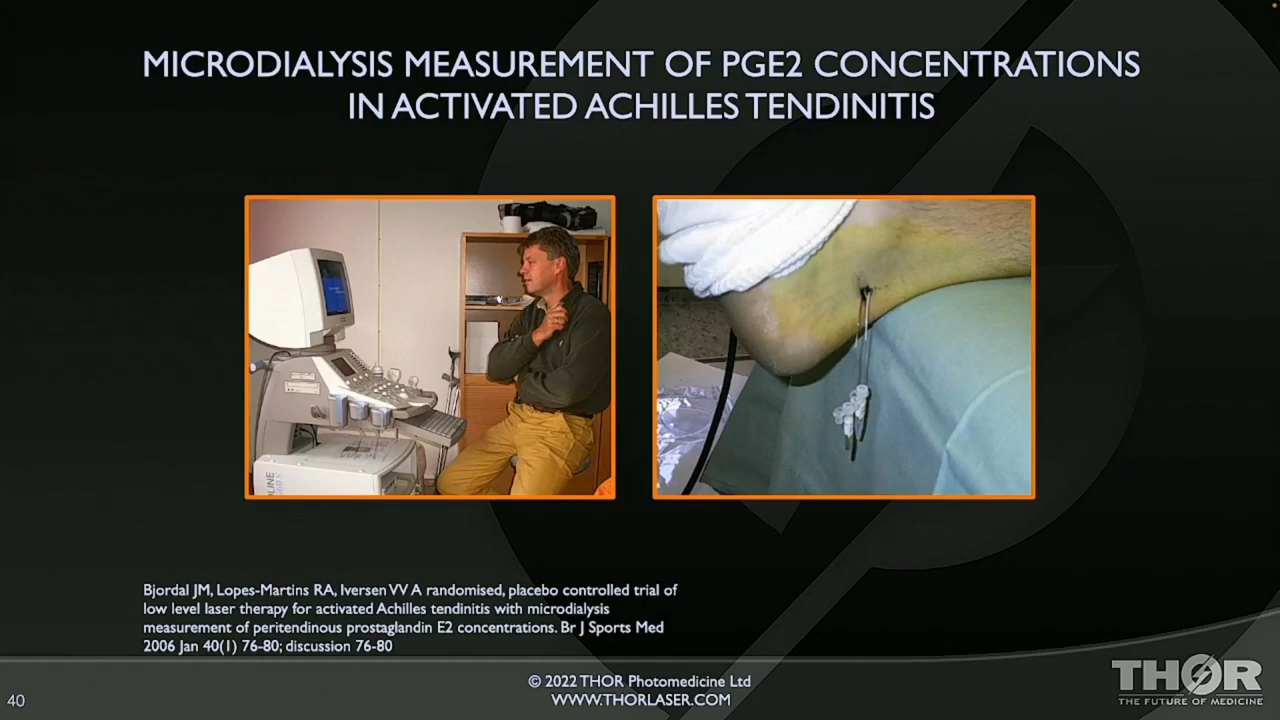 MICRODIALYSIS MEASUREMENT OF PGE2 CONCENTRATIONS
IN ACTIVATED ACHILLES TENDINITIS
Bjordal JM, Lopes-Martins RA, Iversen VV A randomised, placebo controlled trial of
low level laser therapy for activated Achilles tendinitis with microdialysis
measurement of peritendinous prostaglandin E2 concentrations. Br J Sports Med
2006 Jan 40(1) 76-80; discussion 76-80
© 2022 THOR Photomedicine Ltd
WWW.THORLASER.COM
40
THOR
THE FUTURE OF MEDICINE